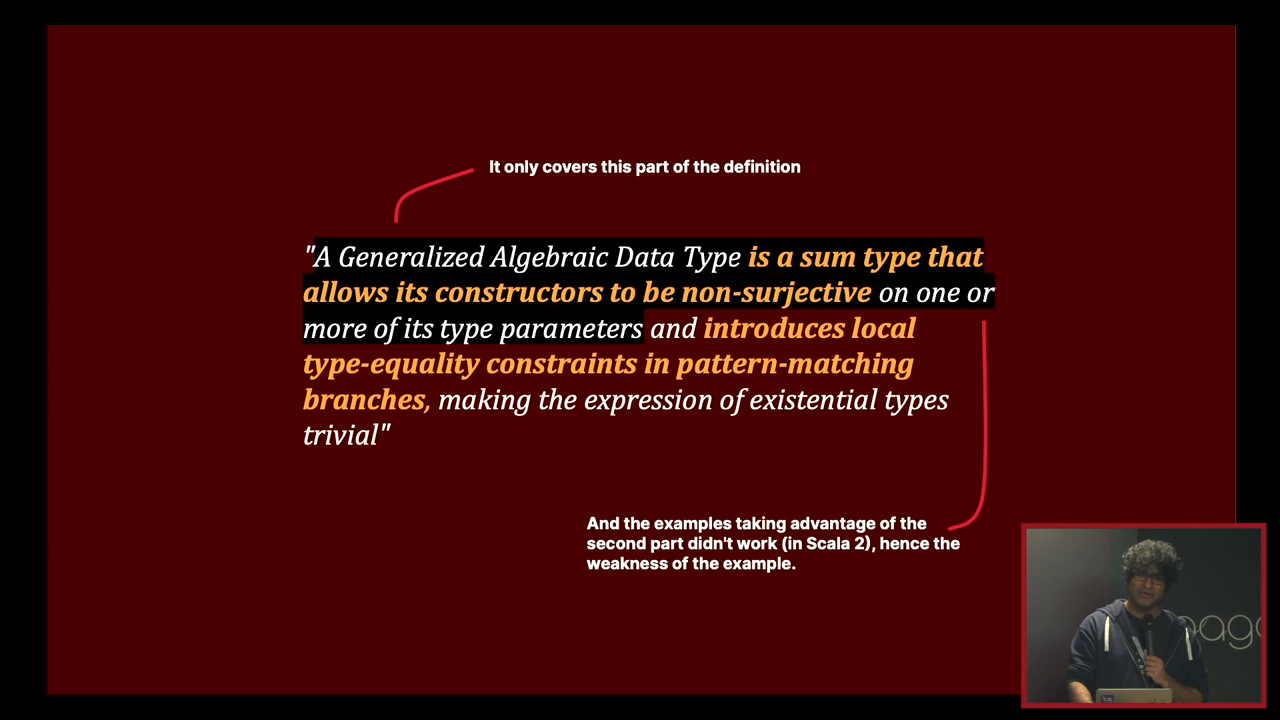 It only covers this part of the definition
"A Generalized Algebraic Data Type is a sum type that
allows its constructors to be non-surjective on one or
more of its type parameters and introduces local
type-equality constraints in pattern-matching
branches, making the expression of existential types
trivial"
And the examples taking advantage of the
second part didn't work (in Scala 2), hence the
weakness of the example.